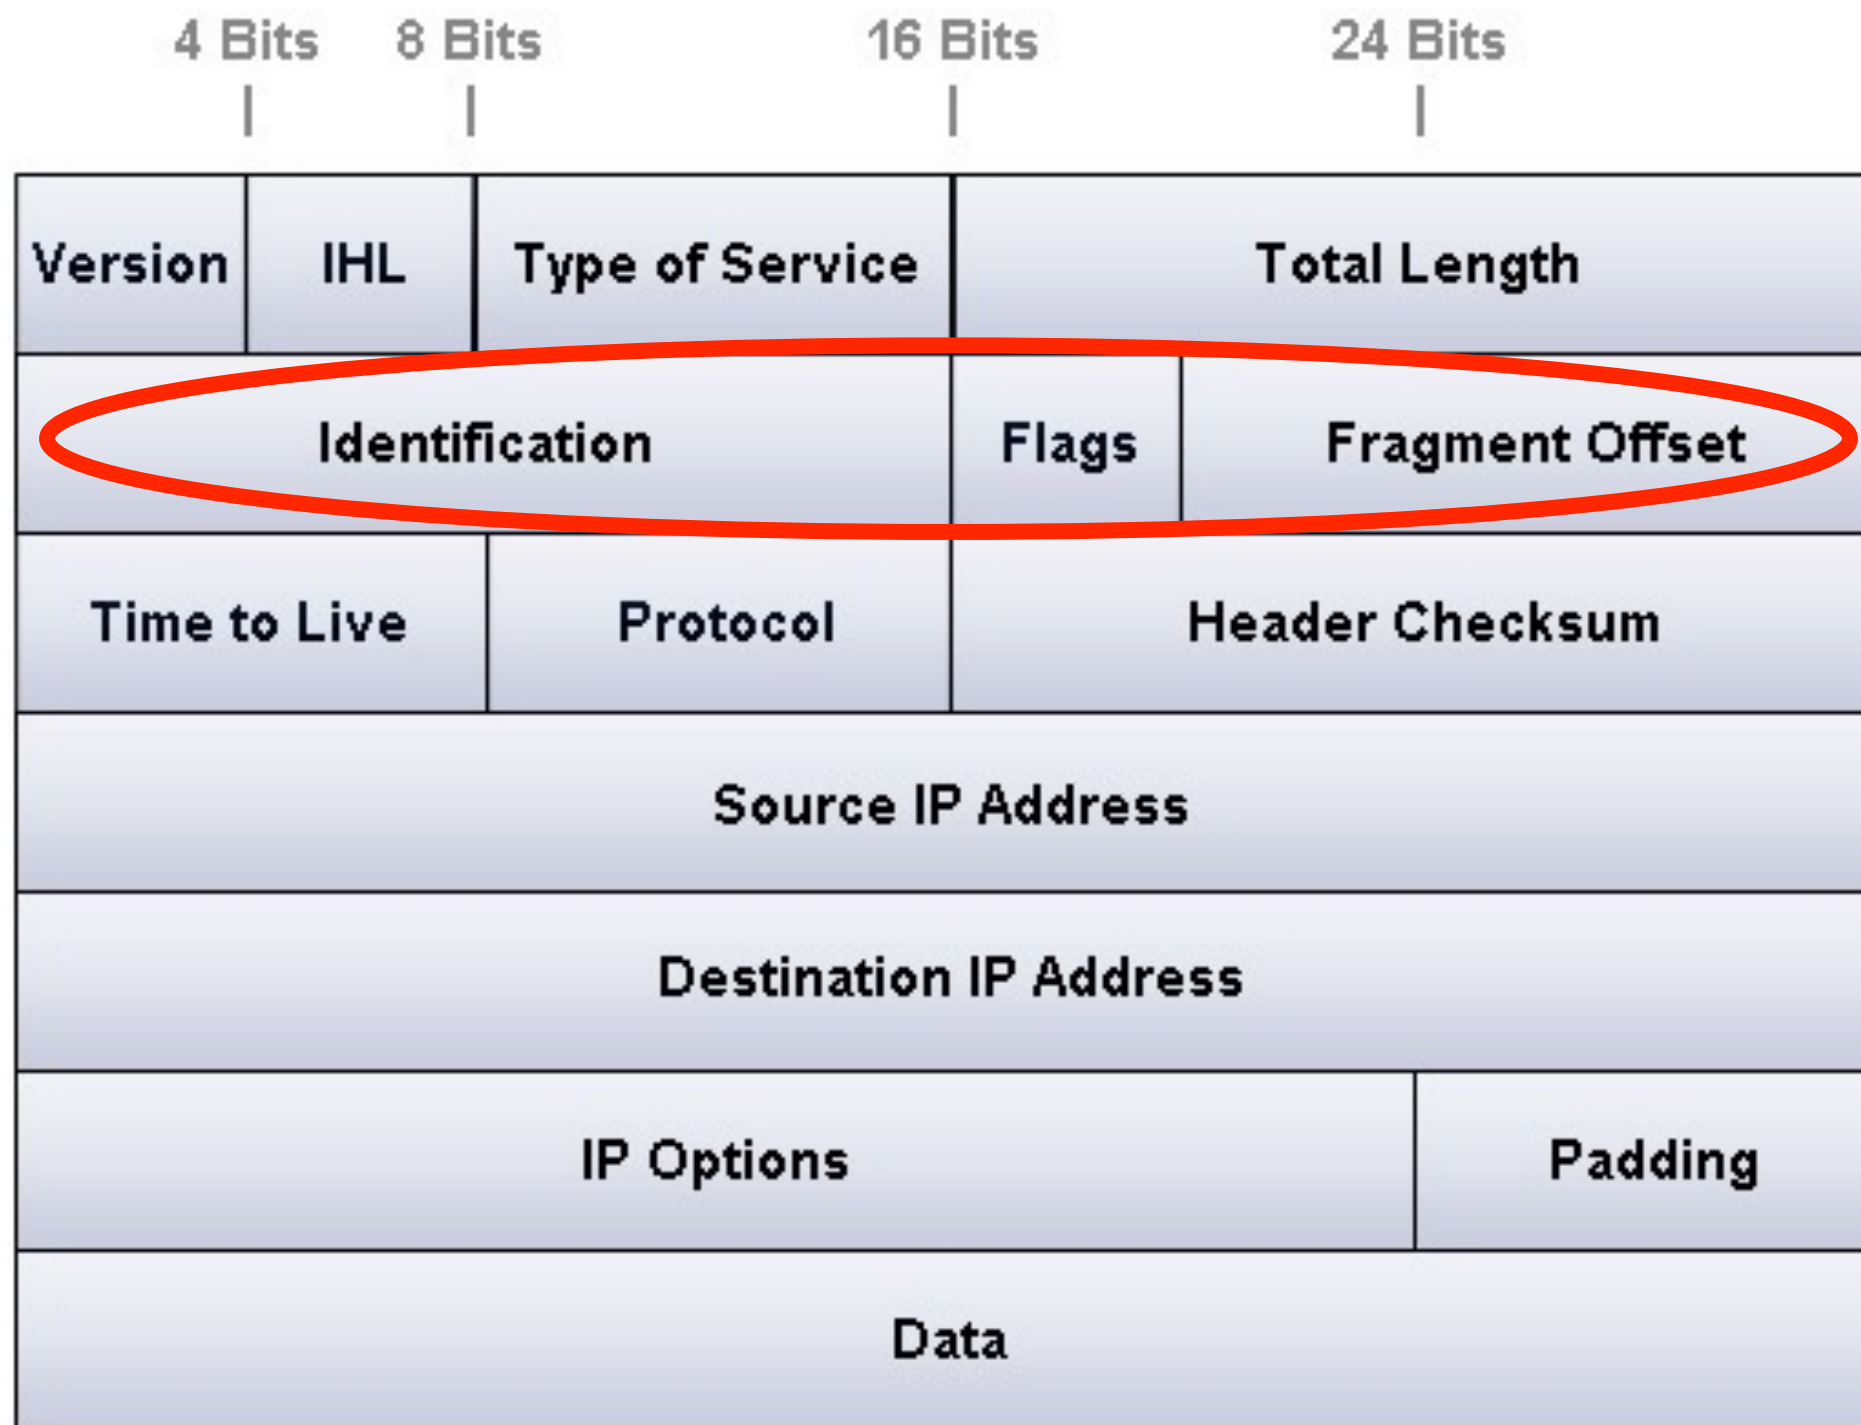 4 Bits 8 Bits 16 Bits 24 Bits
Version IHL Type of Service Total Length
Identification Flags Fragment Offset
Time to Live Protocol Header Checksum
Source IP Address
Destination IP Address
IP Options Padding
Data